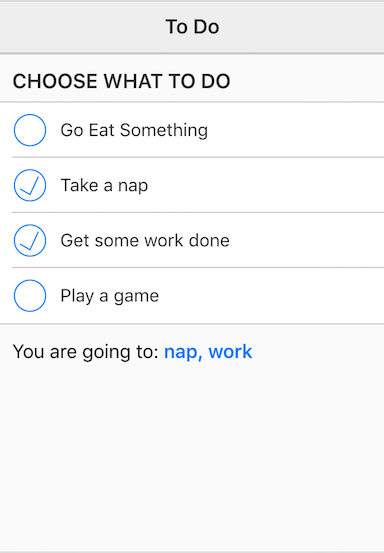 To Do
CHOOSE WHAT TO DO
Go Eat Something
Take a nap
Get some work done
Play a game
You are going to: nap, work